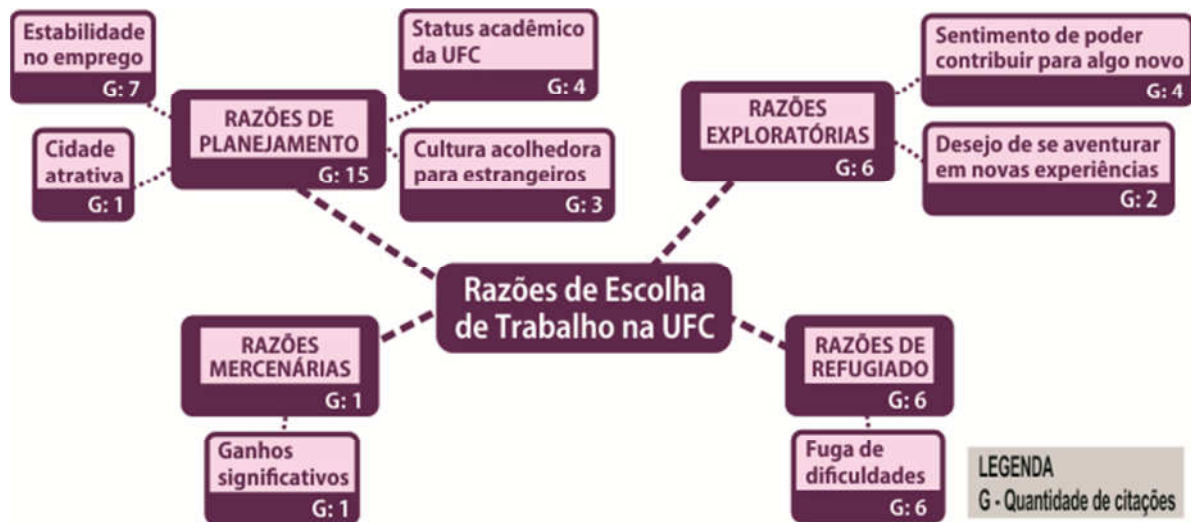 Estabilidade
no emprego
G: 7
Cidade
atrativa
G: 1
RAZÕES DE
PLANEJAMENTO
G: 15
Status acadêmico
da UFC
G: 4
Cultura acolhedora
para estrangeiros
G: 3
RAZÕES
EXPLORATÓRIAS
G: 6
Sentimento de poder
contribuir para algo novo
G: 4
Desejo de se aventurar
em novas experiências
G: 2
Razões de Escolha
de Trabalho na UFC
RAZÕES
MERCENÁRIAS
G: 1
Ganhos
significativos
G: 1
RAZÕES DE
REFUGIADO
G: 6
Fuga de
dificuldades
G: 6
LEGENDA
G - Quantidade de citações